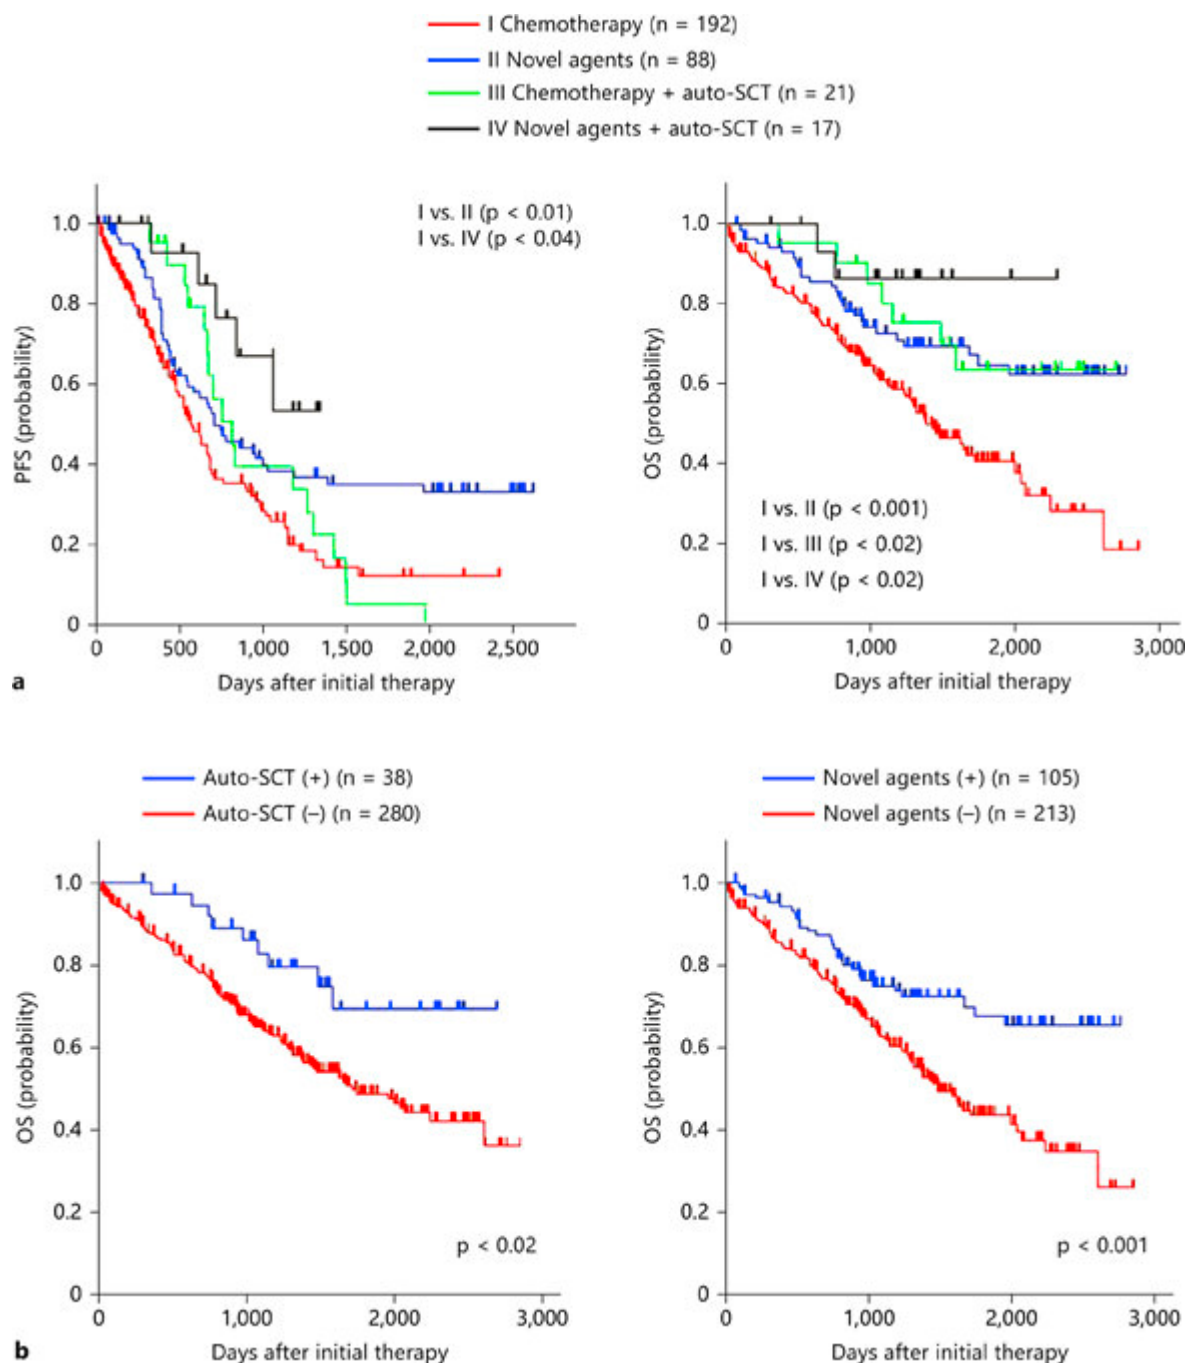 I Chemotherapy (n = 192)
II Novel agents (n = 88)
III Chemotherapy + auto-SCT (n = 21)
IV Novel agents + auto-SCT (n = 17)
I vs. II (p < 0.01)
I vs. IV (p < 0.04)
1.0
0.8
0.6
0.4
0.2
0
PFS (probability)
0 500 1,000 1,500 2,000 2,500
Days after initial therapy
1.0
0.8
0.6
0.4
0.2
0
OS (probability)
I vs. II (p < 0.001)
I vs. III (p < 0.02)
I vs. IV (p < 0.02)
0 1,000 2,000 3,000
Days after initial therapy
a
Auto-SCT (+) (n = 38)
Auto-SCT (–) (n = 280)
1.0
0.8
0.6
0.4
0.2
0
OS (probability)
p < 0.02
0 1,000 2,000 3,000
Days after initial therapy
Novel agents (+) (n = 105)
Novel agents (–) (n = 213)
1.0
0.8
0.6
0.4
0.2
0
OS (probability)
p < 0.001
0 1,000 2,000 3,000
Days after initial therapy
b